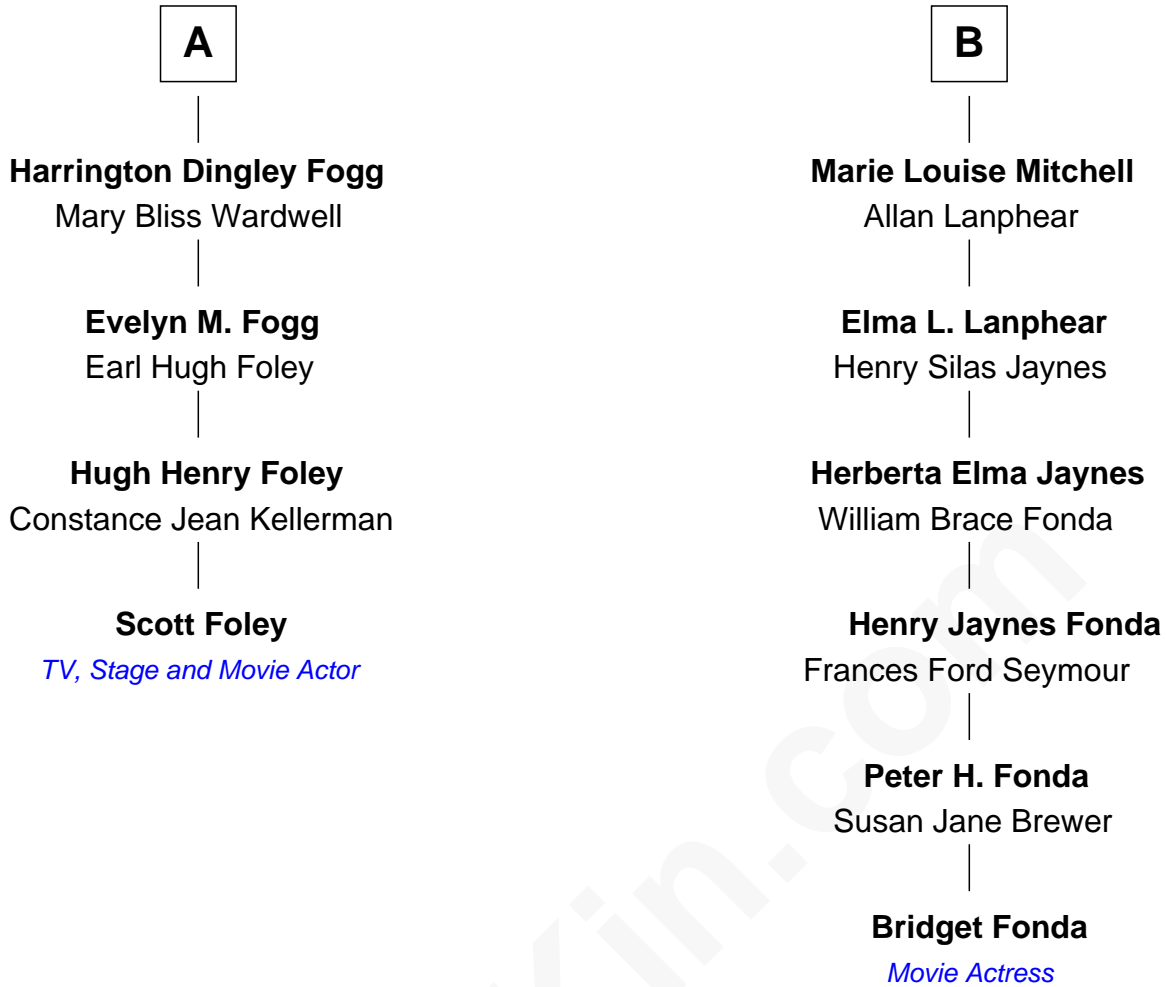 A
Harrington Dingley Fogg
Mary Bliss Wardwell
Evelyn M. Fogg
Earl Hugh Foley
Hugh Henry Foley
Constance Jean Kellerman
Scott Foley
TV, Stage and Movie Actor
B
Marie Louise Mitchell
Allan Lanphear
Elma L. Lanphear
Henry Silas Jaynes
Herberta Elma Jaynes
William Brace Fonda
Henry Jaynes Fonda
Frances Ford Seymour
Peter H. Fonda
Susan Jane Brewer
Bridget Fonda
Movie Actress
Kin.com